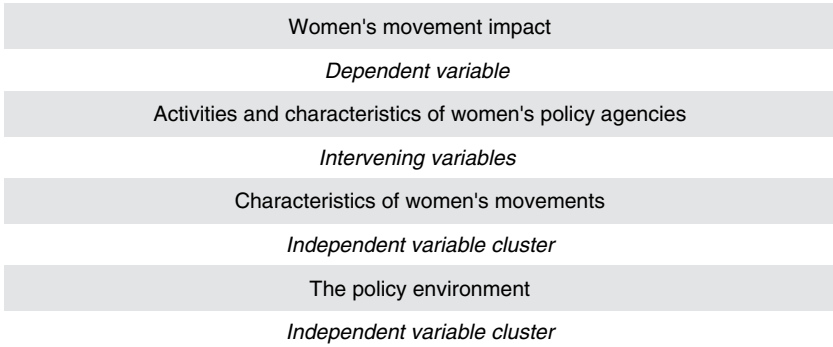 Women's movement impact
Dependent variable
Activities and characteristics of women's policy agencies
Intervening variables
Characteristics of women's movements
Independent variable cluster
The policy environment
Independent variable cluster